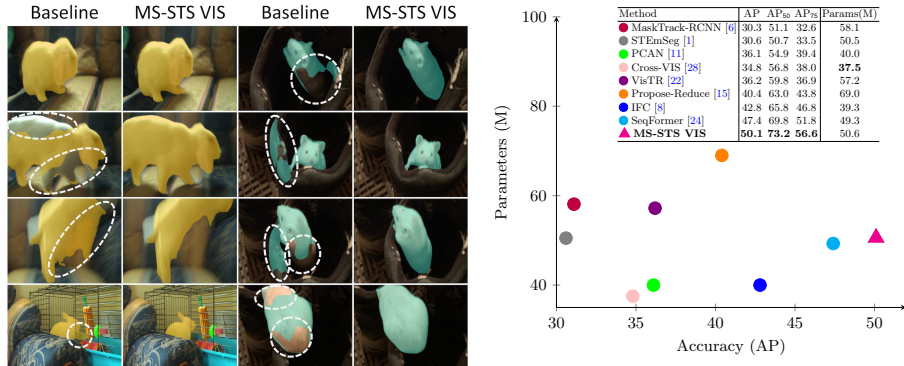 Baseline MS-STS VIS Baseline MS-STS VIS
Method AP AP50 AP75 Params(M)
MaskTrack-RCNN [6] 30.3 51.1 32.6 58.1
STEmSeg [1] 30.6 50.7 33.5 50.5
PCAN [11] 36.1 54.9 39.4 40.0
Cross-VIS [28] 34.8 56.8 38.0 37.5
VisTR [22] 36.2 59.8 36.9 57.2
Propose-Reduce [15] 40.4 63.0 43.8 69.0
IFC [8] 42.8 65.8 46.8 39.3
SeqFormer [24] 47.4 69.8 51.8 49.3
MS-STS VIS 50.1 73.2 56.6 50.6
Parameters (M)
100
80
60
40
30 35 40 45 50
Accuracy (AP)